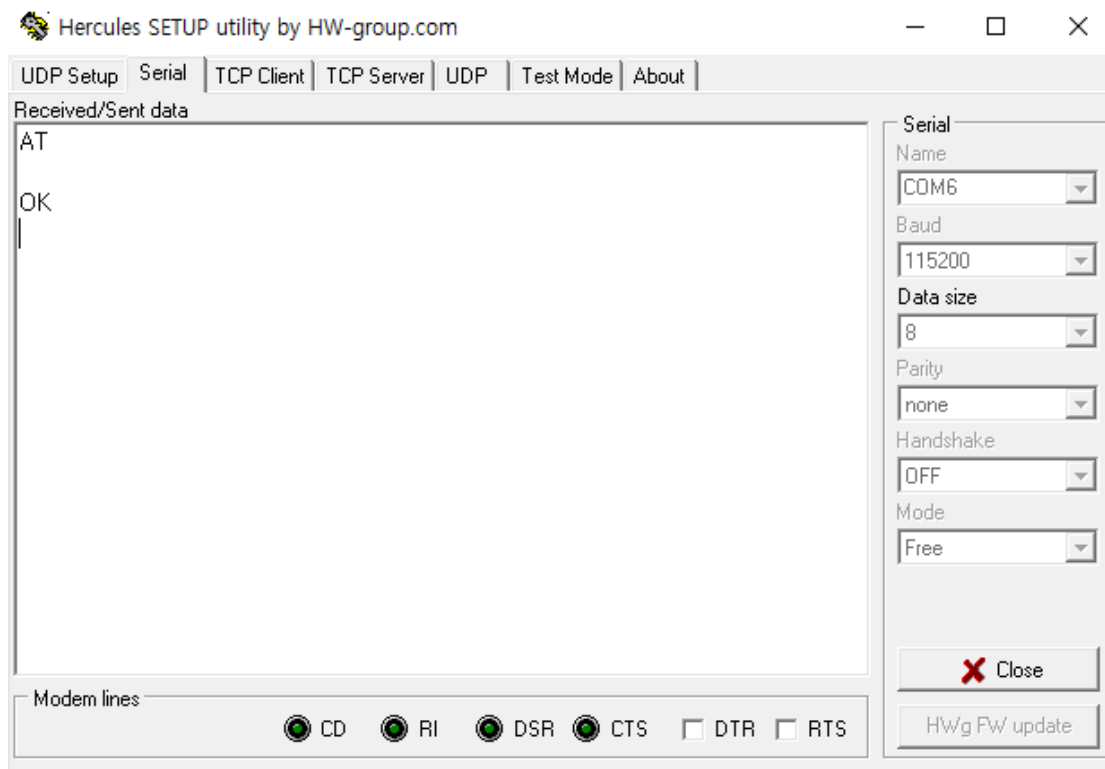 Hercules SETUP utility by HW-group.com
UDP Setup Serial TCP Client TCP Server UDP Test Mode About
Received/Sent data
AT
OK
Serial
Name
COM6
Baud
115200
Data size
8
Parity
none
Handshake
OFF
Mode
Free
Close
HWg FW update
Modem lines
CD RI DSR CTS DTR RTS